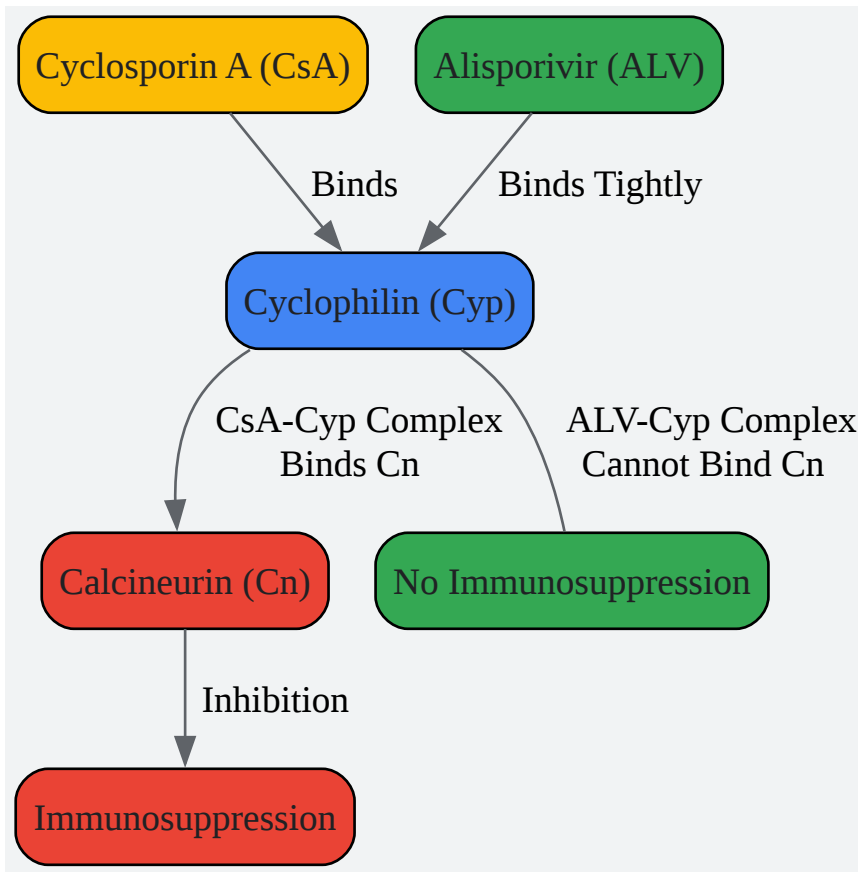 Cyclosporin A (CsA)
Alisporivir (ALV)
Binds
Binds Tightly
Cyclophilin (Cyp)
CsA-Cyp Complex
Binds Cn
ALV-Cyp Complex
Cannot Bind Cn
Calcineurin (Cn)
No Immunosuppression
Inhibition
Immunosuppression